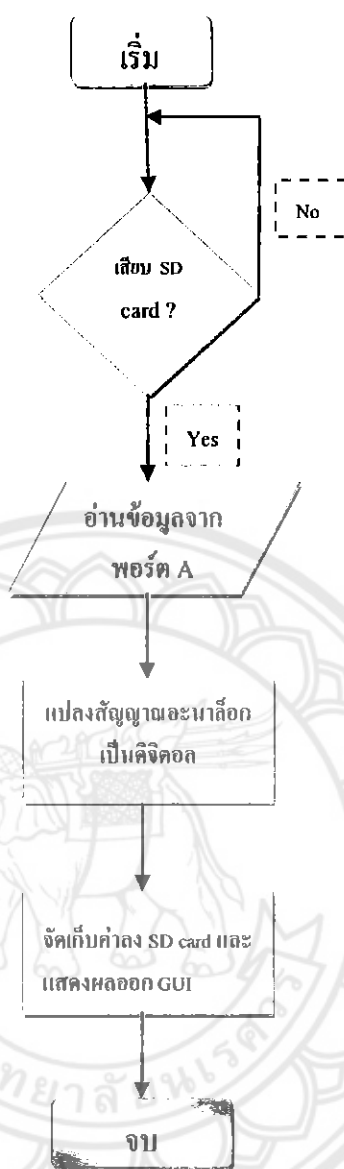 เริ่ม
No
เสียบ SD
card ?
Yes
อ่านข้อมูลจาก
พอร์ต A
แปลงสัญญาณอะนาล็อก
เป็นดิจิตอล
จัดเก็บค่าลง SD card และ
แสดงผลออก GUI
จบ